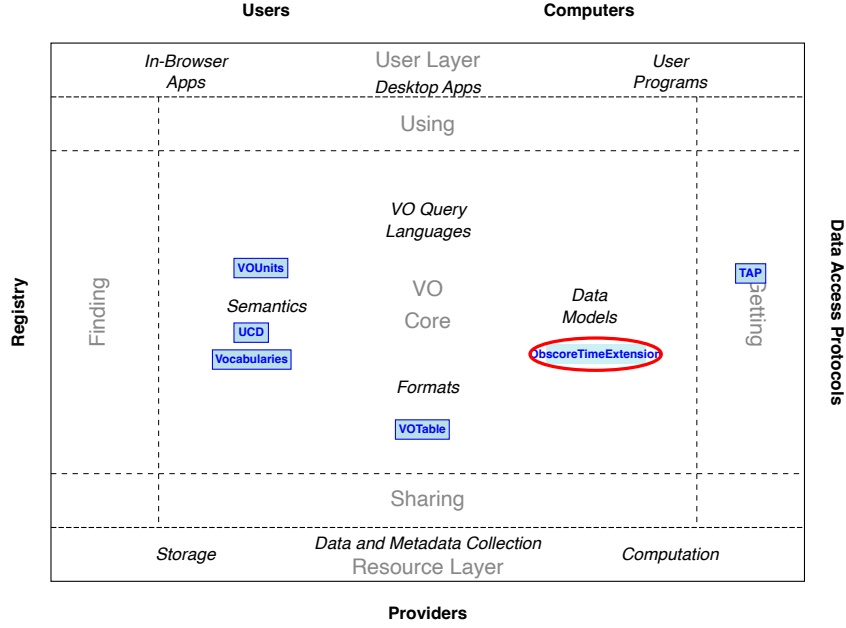 Users
Computers
In-Browser
Apps
User Layer
Desktop Apps
User
Programs
Using
VO Query
Languages
VOUnits
TAP
Semantics
VO
Core
Data
Models
UCD
Vocabularies
ObscoreTimeExtension
Formats
VOTable
Registry
Finding
Getting
Data Access Protocols
Sharing
Storage
Data and Metadata Collection
Computation
Resource Layer
Providers